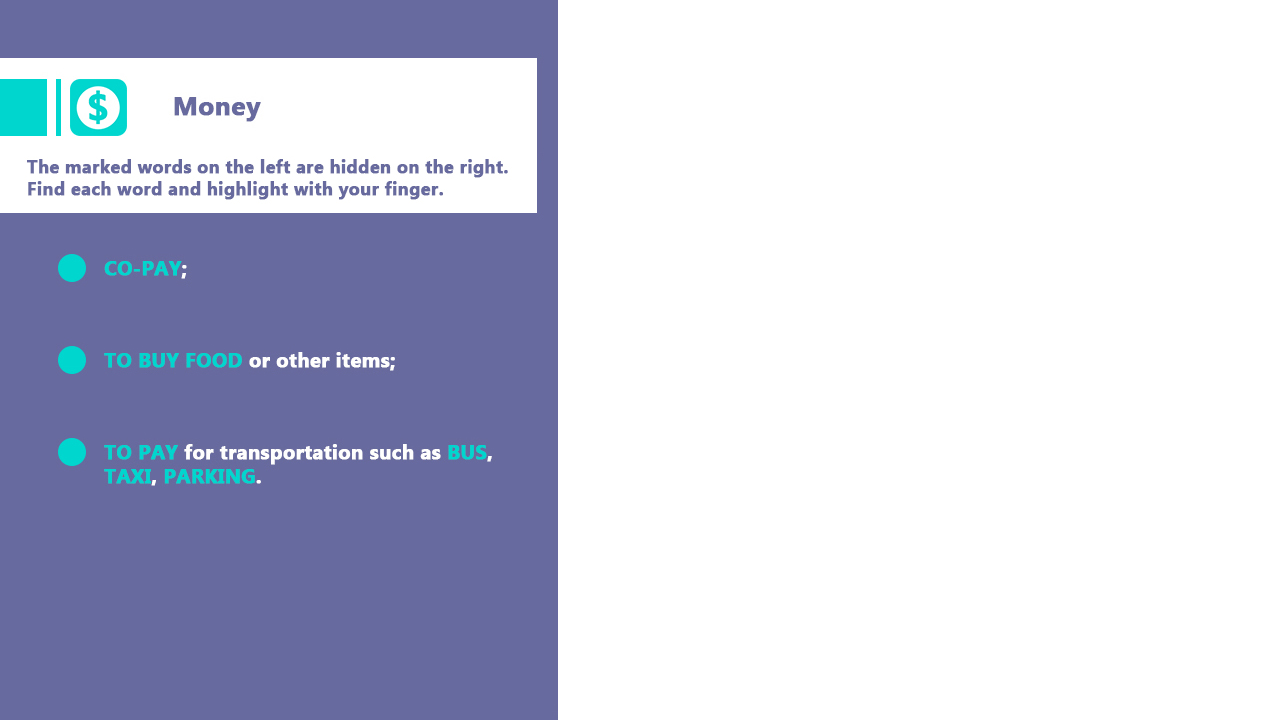 $
Money
The marked words on the left are hidden on the right.
Find each word and highlight with your finger.
CO-PAY;
TO BUY FOOD or other items;
TO PAY for transportation such as BUS,
TAXI, PARKING.